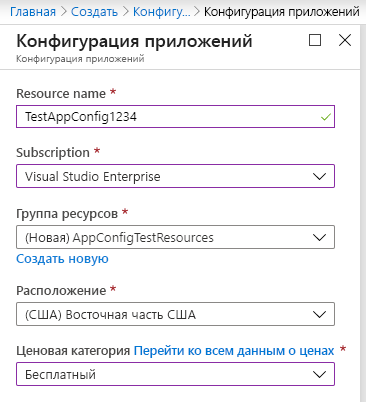 Главная > Создать > Конфигу... > Конфигурация приложений
Конфигурация приложений
Конфигурация приложений
Resource name *
TestAppConfig1234
Subscription *
Visual Studio Enterprise
Группа ресурсов *
(Новая) AppConfigTestResources
Создать новую
Расположение *
(США) Восточная часть США
Ценовая категория Перейти ко всем данным о ценах *
Бесплатный